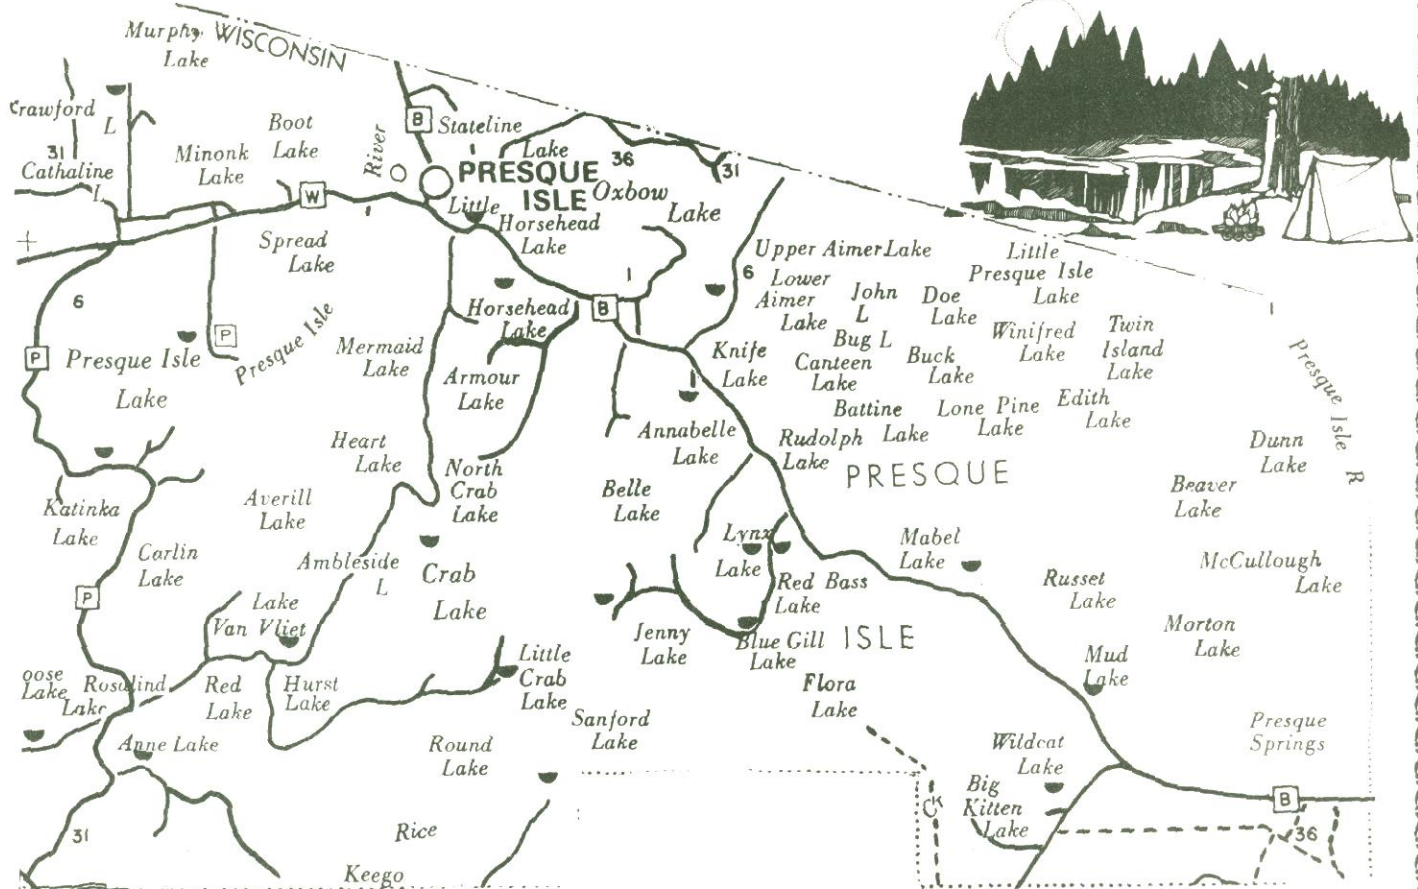 Murphy
Lake
WISCONSIN
Crawford
L
31
Cathaline
L
Minonk
Lake
Boot
Lake
River
B
Stateline
Lake
36
31
PRESQUE
ISLE
W
Little
Horsehead
Lake
Oxbow
Lake
Spread
Lake
6
P
Presque Isle
Lake
P
Presque Isle
Mermaid
Lake
Horsehead
Lake
B
Armour
Lake
6
Upper Aimer Lake
Lower
Aimer
Lake
John
L
Bug L
Canteen
Lake
Battine
Lake
Doe
Lake
Buck
Lake
Little
Presque Isle
Lake
Winifred
Lake
Twin
Island
Lake
Lone Pine
Lake
Edith
Lake
Presque Isle R
Knife
Lake
Annabelle
Lake
Rudolph
Lake
PRESQUE
ISLE
Dunn
Lake
Beaver
Lake
McCullough
Lake
Heart
Lake
North
Crab
Lake
Belle
Lake
Katinka
Lake
Averill
Lake
Carlin
Lake
Ambleside
L
Crab
Lake
Lynx
Lake
Red Bass
Lake
Mabel
Lake
Russet
Lake
Morton
Lake
P
Lake
Van Vliet
Jenny
Lake
Blue Gill
Lake
Flora
Lake
Mud
Lake
oose
Lake
Rosalind
Lake
Red
Lake
Hurst
Lake
Little
Crab
Lake
Sanford
Lake
Presque
Springs
Anne Lake
Round
Lake
Wildcat
Lake
Big
Kitten
Lake
Ck
B
36
31
Rice
Keego